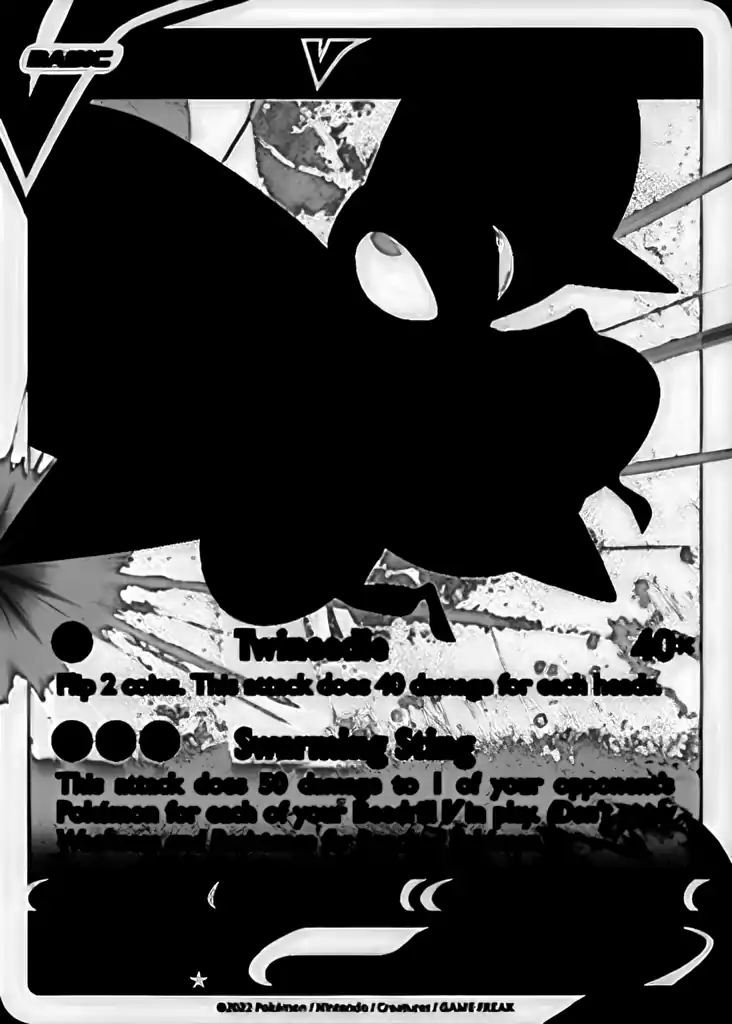 BASIC
V
Twineedle 40×
Flip 2 coins. This attack does 40 damage for each heads.
Swarming Sting
This attack does 50 damage to 1 of your opponent's
Pokémon for each of your Beedrill V in play. (Don't apply
©2022 Pokémon / Nintendo / Creatures / GAME FREAK